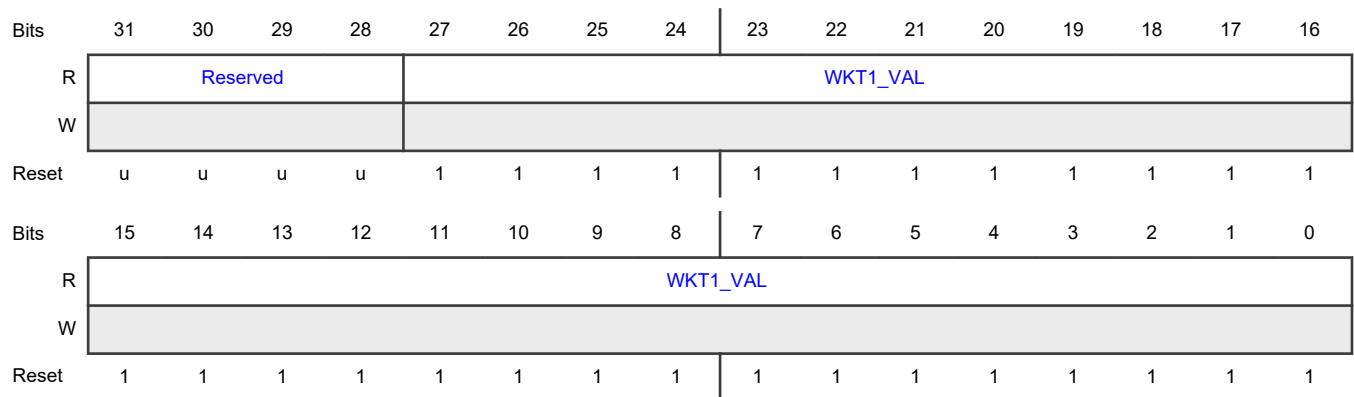 Bits 31 30 29 28 27 26 25 24 23 22 21 20 19 18 17 16
R Reserved WKT1_VAL
W
Reset u u u u 1 1 1 1 1 1 1 1 1 1 1 1
Bits 15 14 13 12 11 10 9 8 7 6 5 4 3 2 1 0
R WKT1_VAL
W
Reset 1 1 1 1 1 1 1 1 1 1 1 1 1 1 1 1